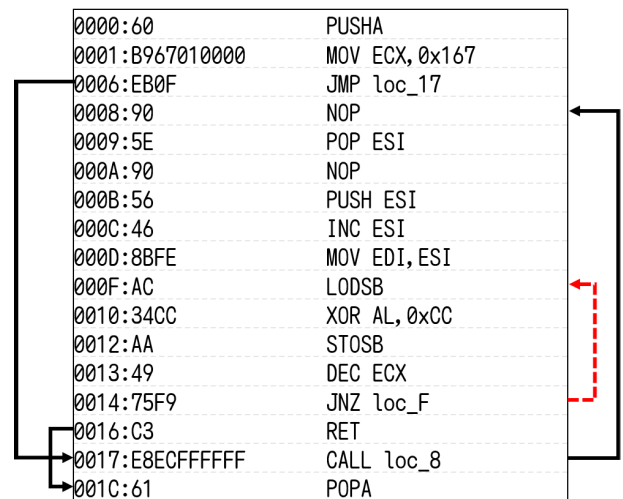 0000:60 PUSHA
0001:B967010000 MOV ECX,0x167
0006:EB0F JMP loc_17
0008:90 NOP
0009:5E POP ESI
000A:90 NOP
000B:56 PUSH ESI
000C:46 INC ESI
000D:8BFE MOV EDI,ESI
000F:AC LODSB
0010:34CC XOR AL,0xCC
0012:AA STOSB
0013:49 DEC ECX
0014:75F9 JNZ loc_F
0016:C3 RET
0017:E8ECFFFFFF CALL loc_8
001C:61 POPA